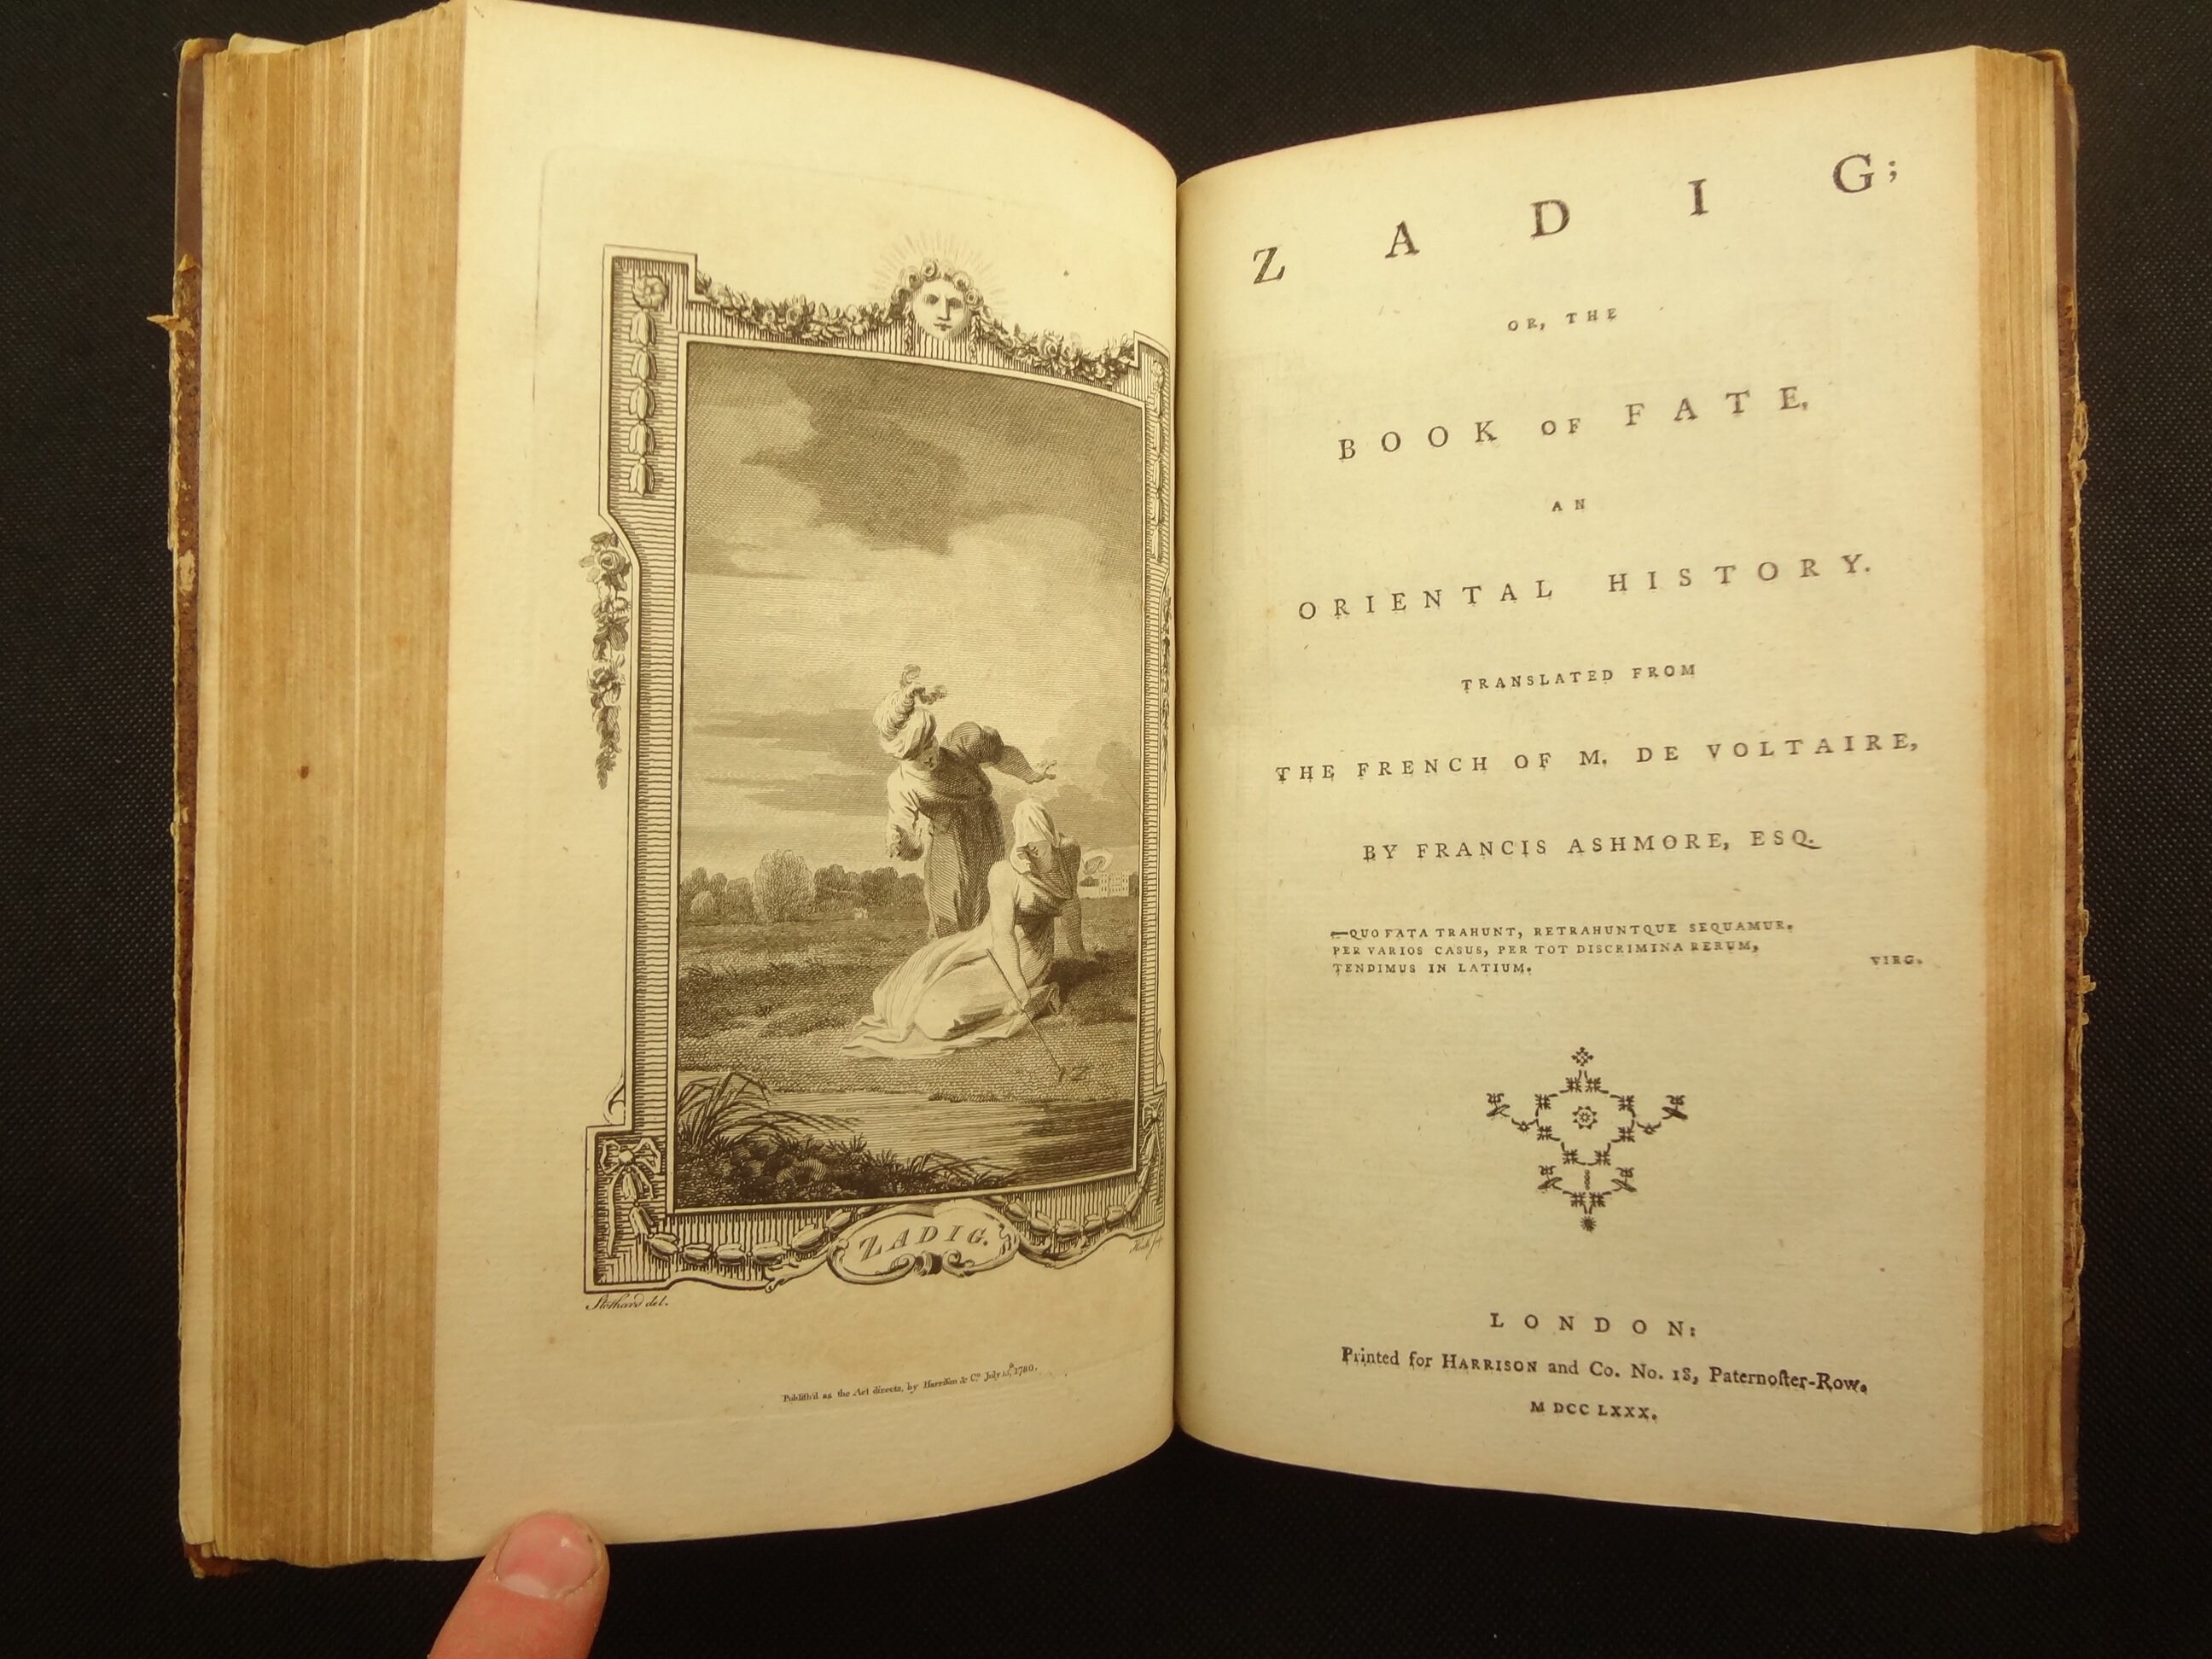 Z
ZADIG.
Stothard del.
Publish'd as the Act directs, by Harrison & Co. July 15, 1780.
ZADIG;
OR, THE
BOOK OF FATE,
AN
ORIENTAL HISTORY.
TRANSLATED FROM
THE FRENCH OF M. DE VOLTAIRE,
BY FRANCIS ASHMORE, ESQ.
—QUO FATA TRAHUNT, RETRAHUNTQUE SEQUAMUR.
PER VARIOS CASUS, PER TOT DISCRIMINA RERUM,
TENDIMUS IN LATIUM.
VIRG.
LONDON:
Printed for HARRISON and Co. No. 18, Paternoſter-Row.
M DCC LXXX.